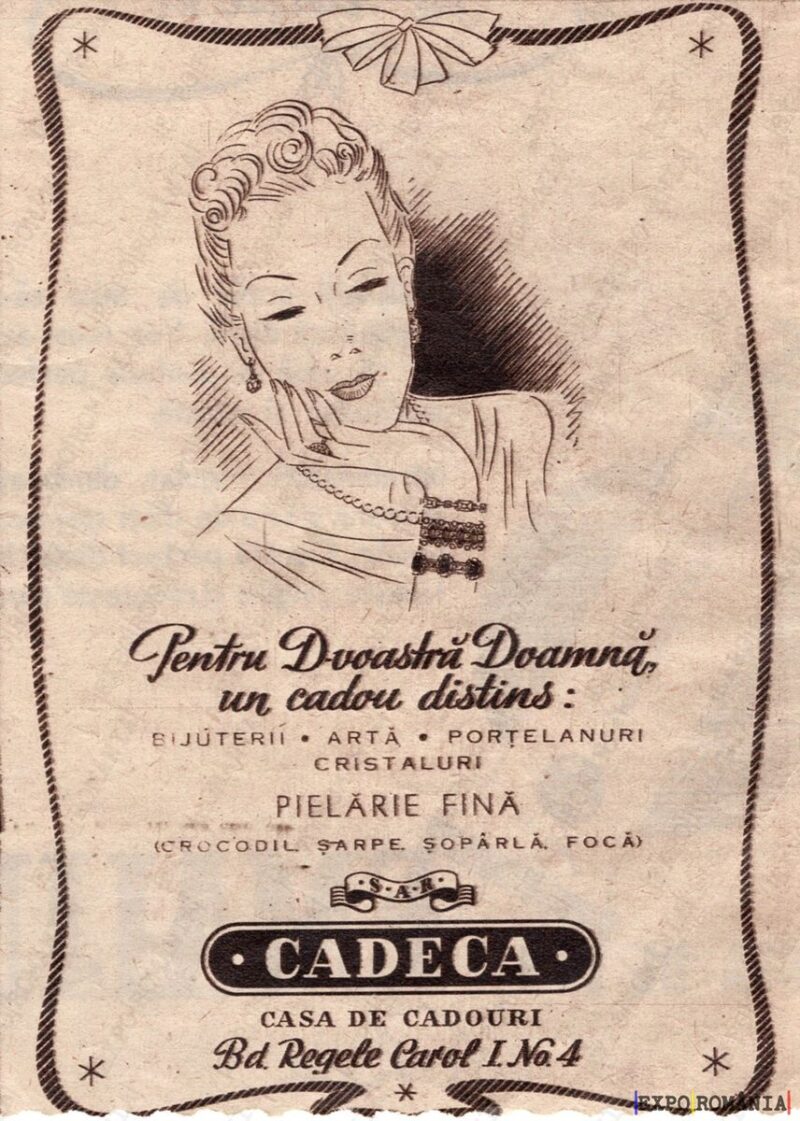 Pentru D-voastră Doamnă,
un cadou distins:
BIJUTERII • ARTĂ • PORȚELANURI
CRISTALURI
PIELĂRIE FINĂ
(CROCODIL, ȘARPE, ȘOPÂRLĂ, FOCĂ)
S·A·R
·CADECA·
CASA DE CADOURI
Bd. Regele Carol I. No. 4
EXPO ROMANIA